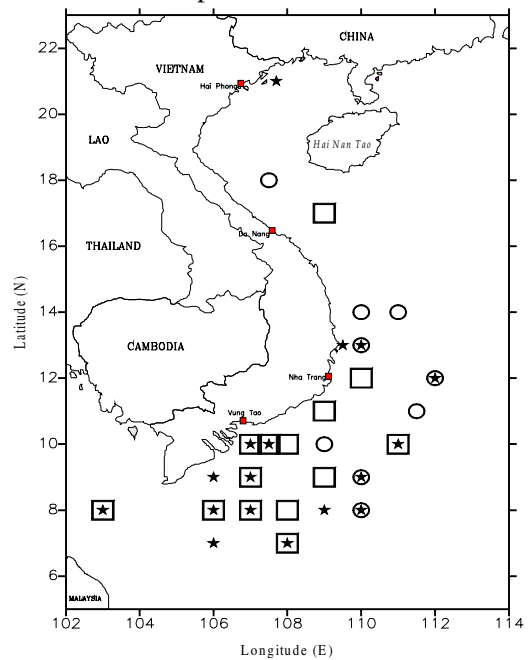 CHINA
22
VIETNAM
Hai Phong
20
LAO
Hai Nan Tao
18
Da Nang
16
THAILAND
14
CAMBODIA
Nha Trang
12
Vung Tao
10
8
6
MALAYSIA
102 104 106 108 110 112 114
Latitude (N)
Longitude (E)